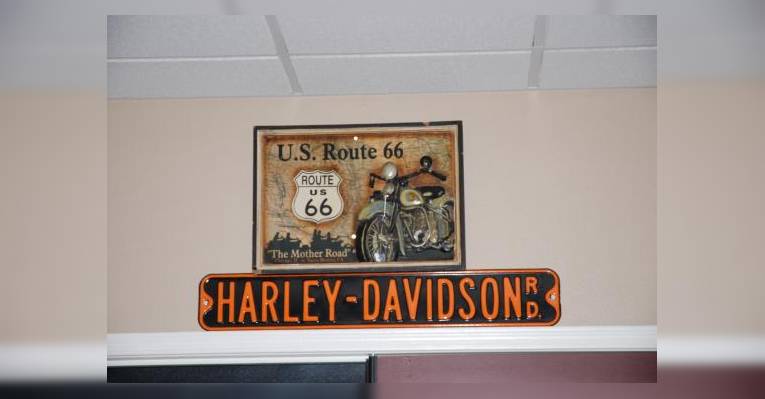 U.S. Route 66
ROUTE
US
66
"The Mother Road"
HARLEY-DAVIDSON RD.